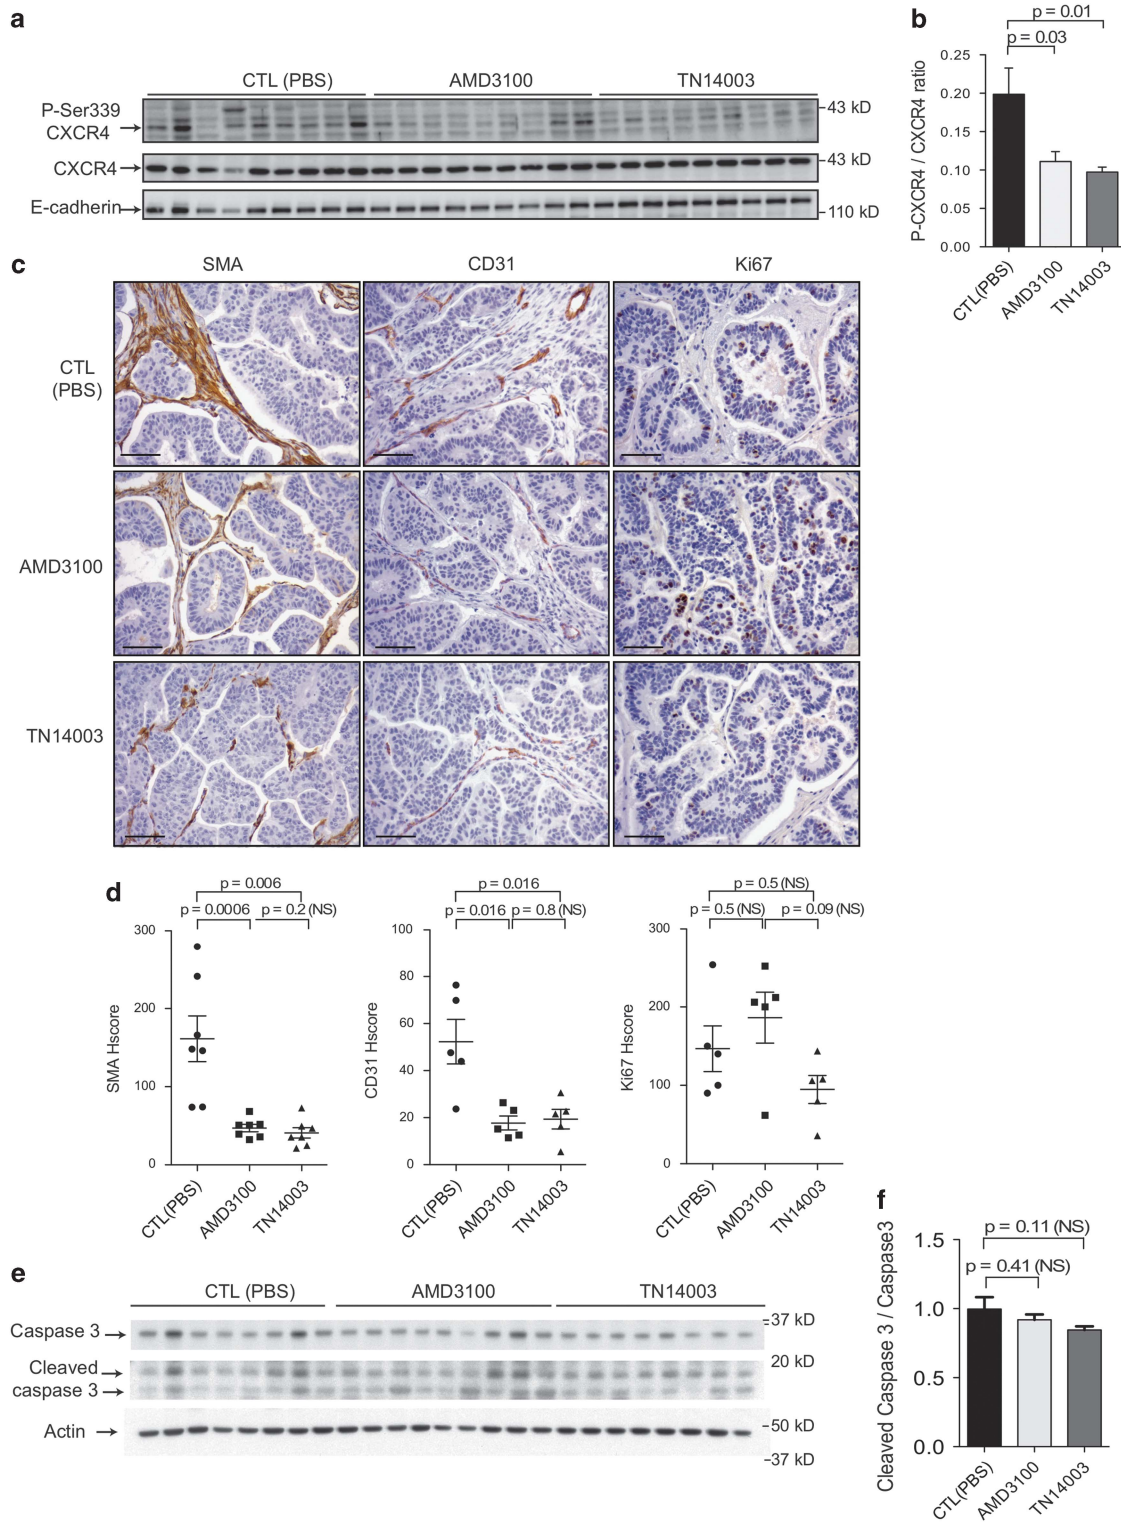 a
CTL (PBS) AMD3100 TN14003
P-Ser339
CXCR4
43 kD
CXCR4
43 kD
E-cadherin
110 kD
b
p = 0.01
p = 0.03
P-CXCR4 / CXCR4 ratio
0.25
0.20
0.15
0.10
0.05
0.00
CTL(PBS)
AMD3100
TN14003
c
SMA CD31 Ki67
CTL
(PBS)
AMD3100
TN14003
d
p = 0.006
p = 0.0006 p = 0.2 (NS)
SMA Hscore
300
200
100
0
CTL(PBS)
AMD3100
TN14003
p = 0.016
p = 0.016 p = 0.8 (NS)
CD31 Hscore
100
80
60
40
20
0
CTL(PBS)
AMD3100
TN14003
p = 0.5 (NS)
p = 0.5 (NS) p = 0.09 (NS)
Ki67 Hscore
300
200
100
0
CTL(PBS)
AMD3100
TN14003
e
CTL (PBS) AMD3100 TN14003
Caspase 3
37 kD
Cleaved
caspase 3
20 kD
Actin
50 kD
37 kD
f
p = 0.11 (NS)
p = 0.41 (NS)
Cleaved Caspase 3 / Caspase3
1.5
1.0
0.5
0.0
CTL(PBS)
AMD3100
TN14003